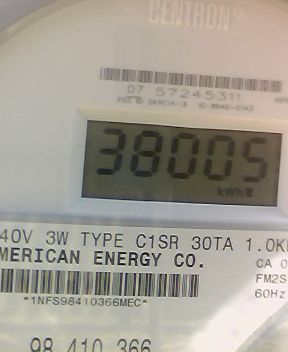 CENTRON®
07 57245311
38005
kWh
40V 3W TYPE C1SR 30TA 1.0K
MERICAN ENERGY CO.
CA 0
FM2S
*1NFS98410366MEC*
60Hz
98 410 366